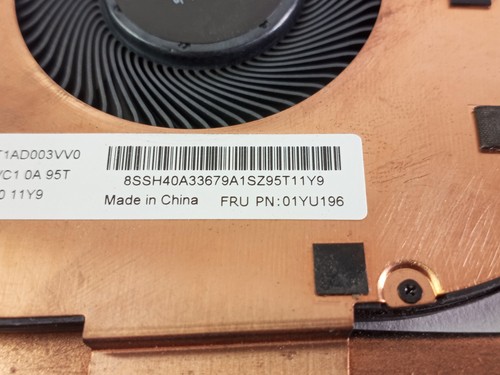 T1AD003VV0
VC1 0A 95T
0 11Y9
8SSH40A33679A1SZ95T11Y9
Made in China FRU PN:01YU196